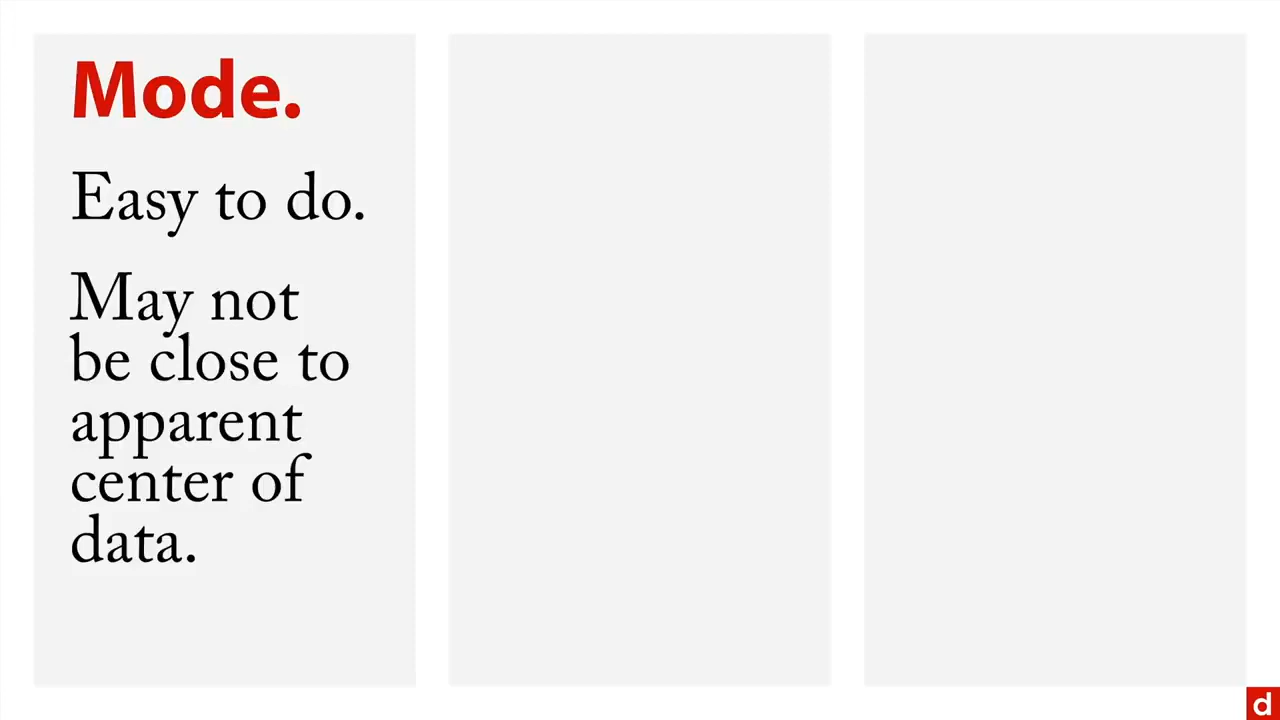 Mode.
Easy to do.
May not
be close to
apparent
center of
data.
d